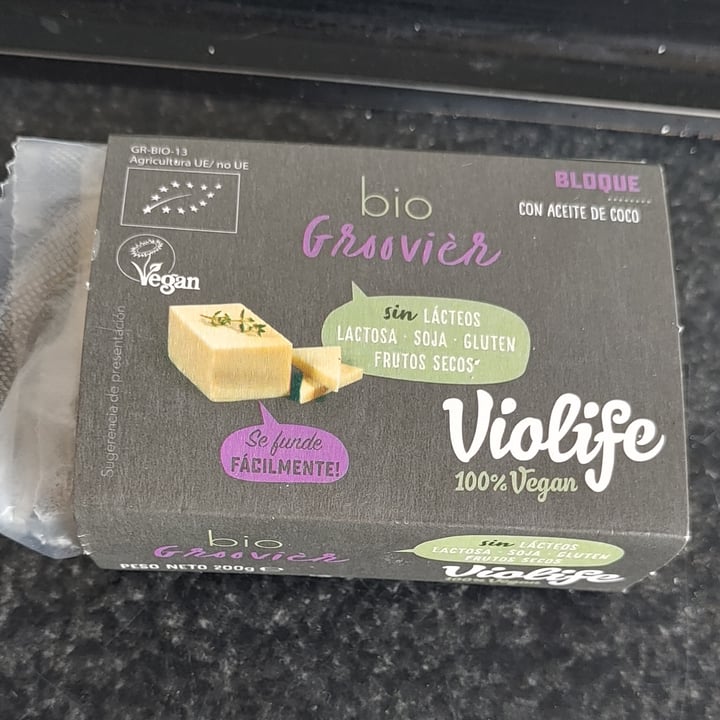 GR-BIO-13
Agricultura UE/ no UE
bio
Groovier
BLOQUE
CON ACEITE DE COCO
Vegan
sin LÁCTEOS
LACTOSA · SOJA · GLUTEN
FRUTOS SECOS
Sugerencia de presentación
Se funde
FÁCILMENTE!
Violife
100% Vegan
bio
Groovier
PESO NETO 200g e
sin LÁCTEOS
LACTOSA · SOJA · GLUTEN
FRUTOS SECOS
Violife